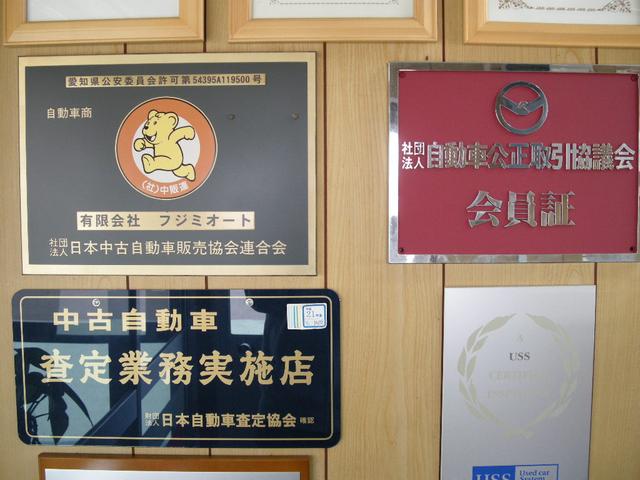 愛知県公安委員会許可第54395A119500号
自動車商
(社)中販連
有限会社 フジミオート
社団法人 日本中古自動車販売協会連合会
社団法人 自動車公正取引協議会
会員証
中古自動車
査定業務実施店
財団法人 日本自動車査定協会 確認
A
USS
USS Used car System